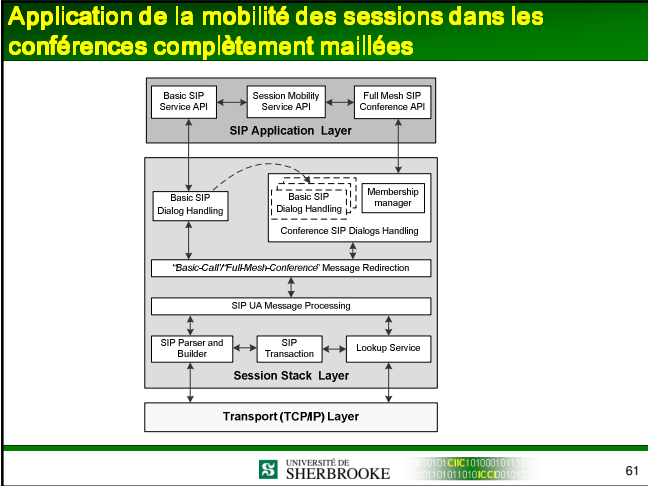 Application de la mobilité des sessions dans les
conférences complètement maillées
Basic SIP
Service API
Session Mobility
Service API
Full Mesh SIP
Conference API
SIP Application Layer
Basic SIP
Dialog Handling
Basic SIP
Dialog Handling
Membership
manager
Conference SIP Dialogs Handling
"Basic-Call"/"Full-Mesh-Conference" Message Redirection
SIP UA Message Processing
SIP Parser and
Builder
SIP
Transaction
Lookup Service
Session Stack Layer
Transport (TCP/IP) Layer
UNIVERSITÉ DE
SHERBROOKE
CIIC
ICCI
61